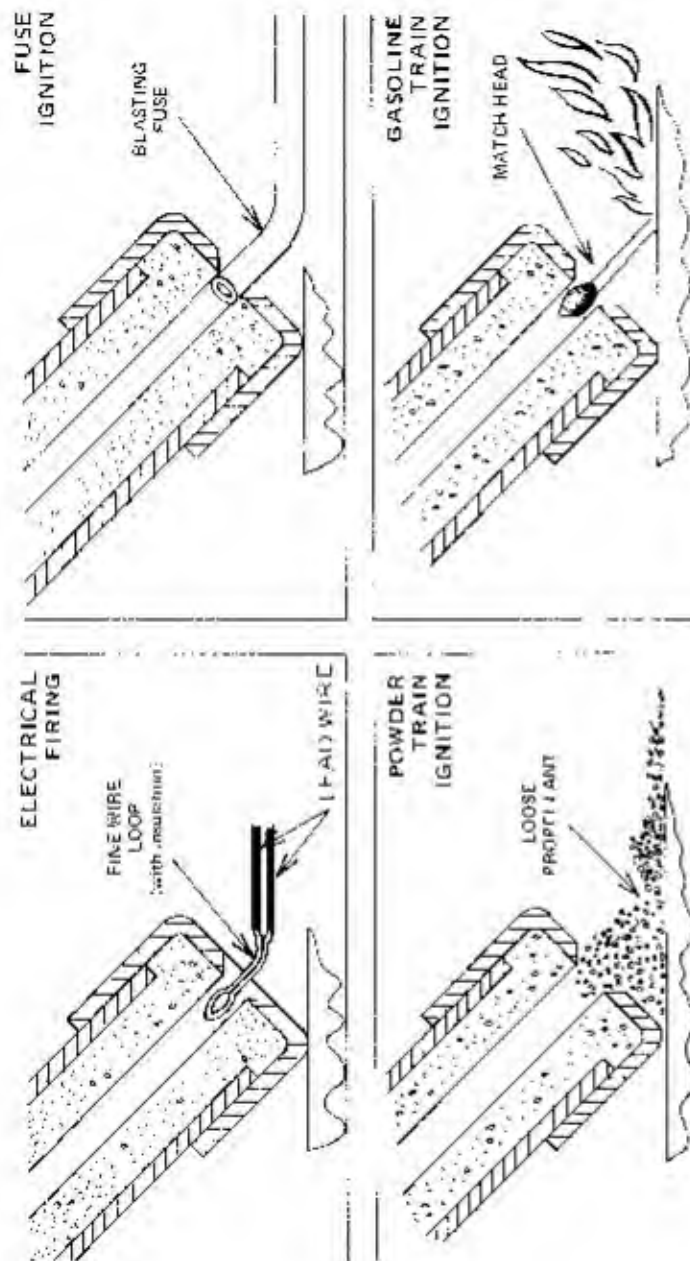 ELECTRICAL
FIRING
FINE WIRE
LOOP
LEAD WIRE
FUSE
IGNITION
BLASTING
FUSE
POWDER
TRAIN
IGNITION
LOOSE
PROPELLANT
GASOLINE
TRAIN
IGNITION
MATCH HEAD